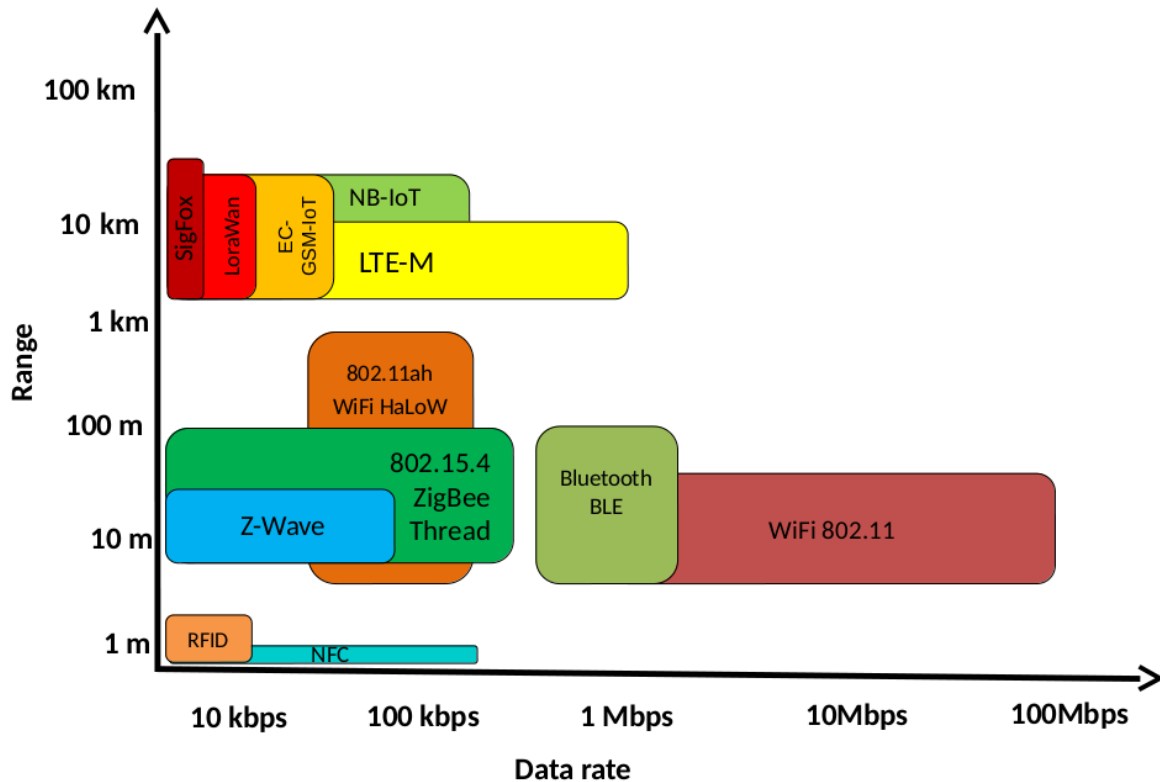 100 km
10 km
1 km
100 m
10 m
1 m
Range
SigFox
LoraWan
EC-
GSM-IoT
NB-IoT
LTE-M
802.11ah
WiFi HaLoW
802.15.4
ZigBee
Thread
Z-Wave
Bluetooth
BLE
WiFi 802.11
RFID
NFC
10 kbps
100 kbps
1 Mbps
10Mbps
100Mbps
Data rate